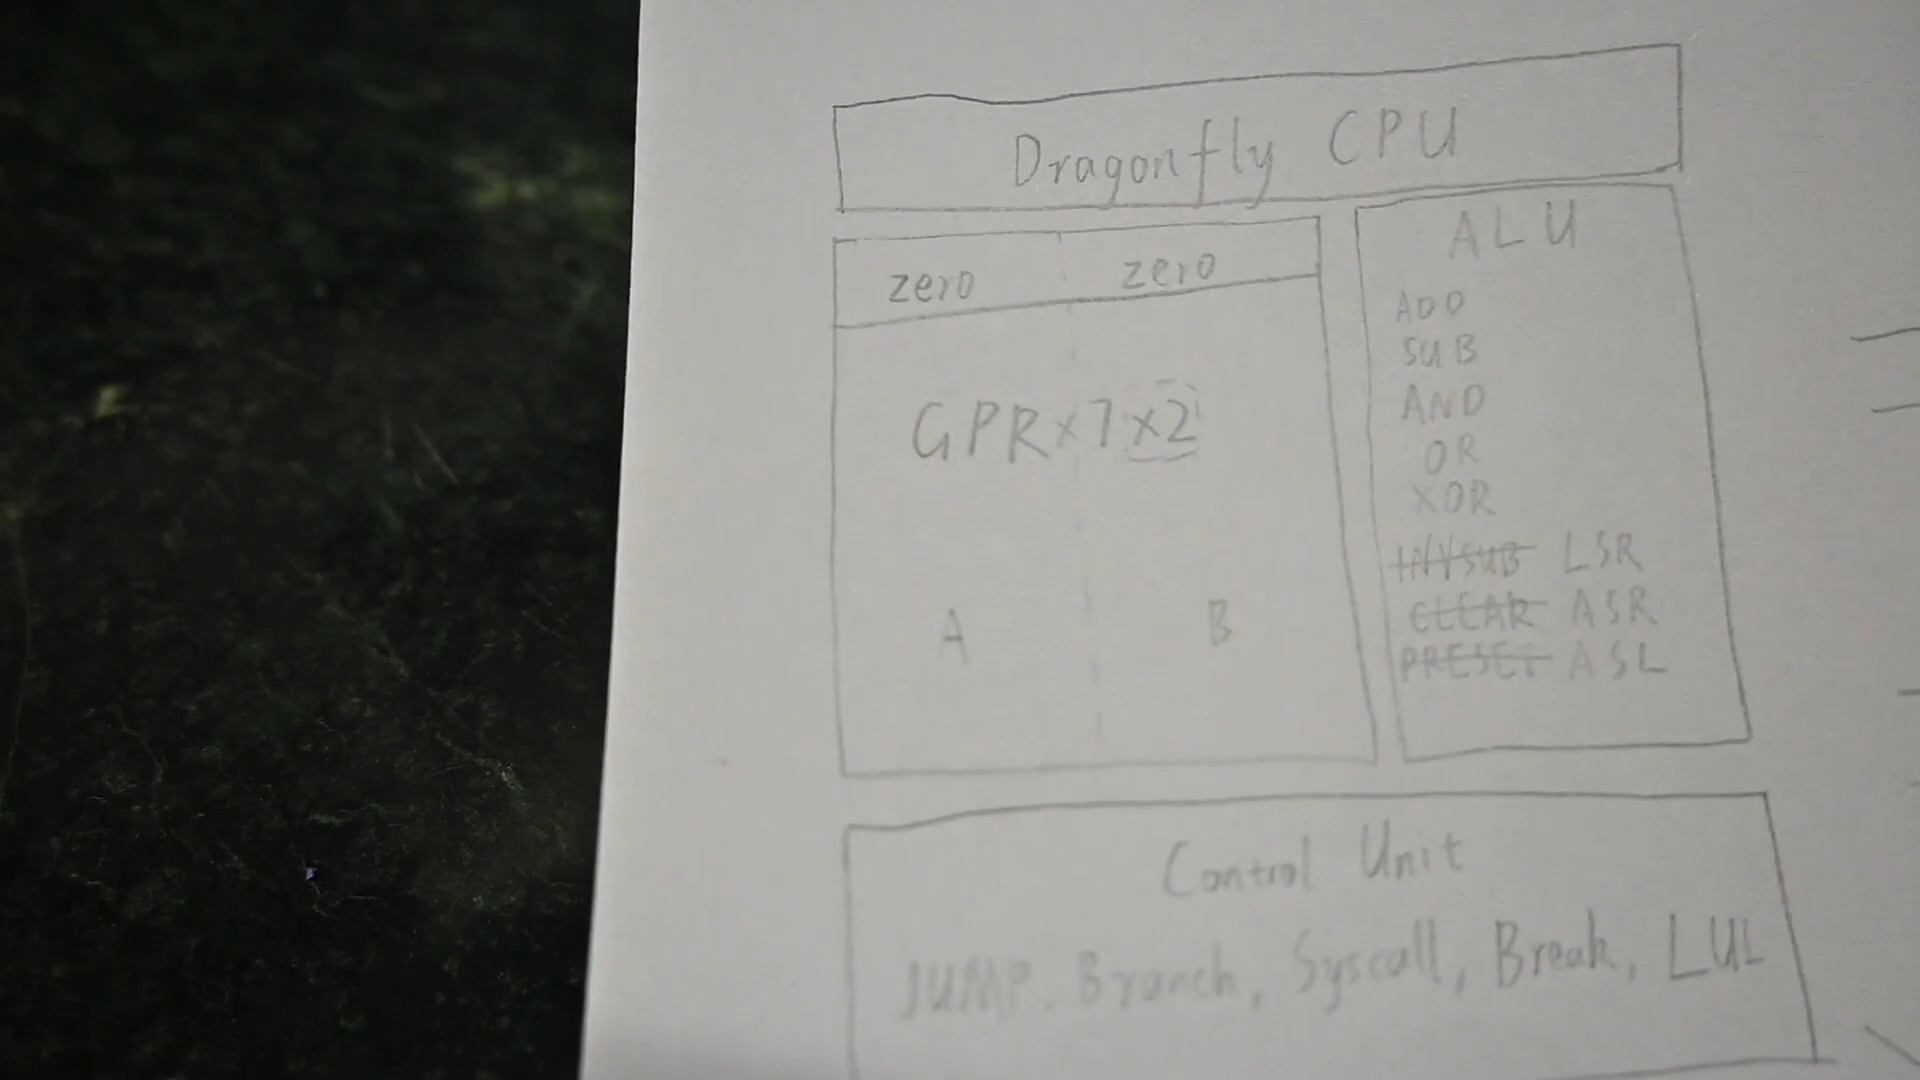 Dragonfly CPU
zero zero
GPR×7×2
A B
ALU
ADD
SUB
AND
OR
XOR
INVSUB LSR
CLEAR ASR
PRESET ASL
Control Unit
JUMP, Branch, Syscall, Break, LUL